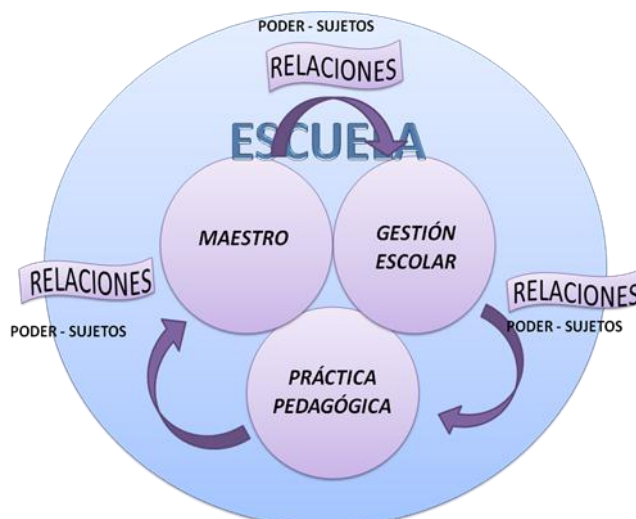 PODER - SUJETOS
RELACIONES
ESCUELA
MAESTRO
GESTIÓN
ESCOLAR
RELACIONES
PODER - SUJETOS
RELACIONES
PODER - SUJETOS
PRÁCTICA
PEDAGÓGICA